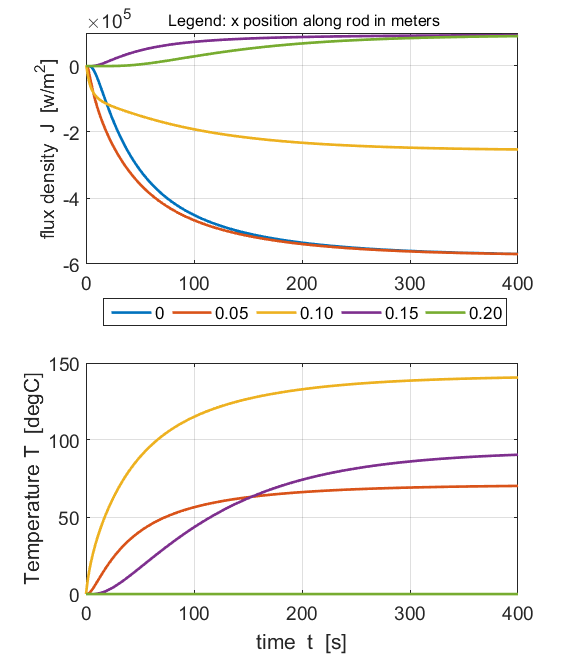 ×10^5
Legend: x position along rod in meters
flux density J [w/m^2]
0
-2
-4
-6
0 100 200 300 400
0 0.05 0.10 0.15 0.20
Temperature T [degC]
150
100
50
0
0 100 200 300 400
time t [s]